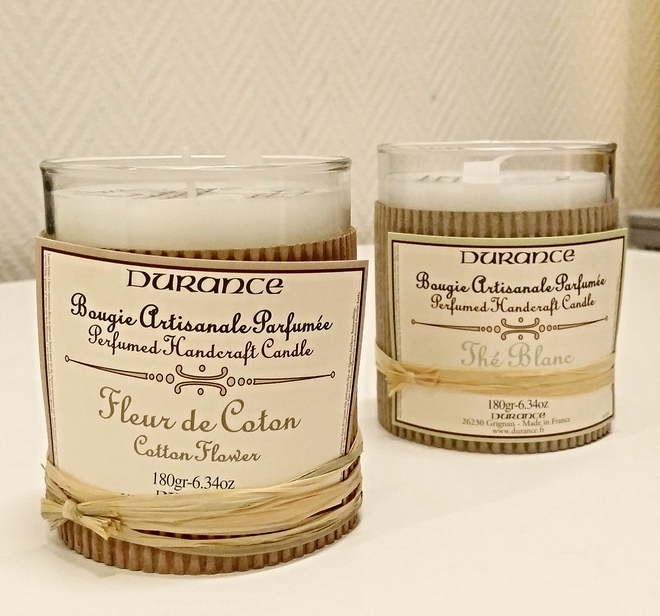 DURANCE
Bougie Artisanale Parfumée
Perfumed Handcraft Candle
Fleur de Coton
Cotton Flower
180gr-6.34oz
DURANCE
Bougie Artisanale Parfumée
Perfumed Handcraft Candle
Thé Blanc
180gr-6.34oz
DURANCE
26230 Grignan - Made in France
www.durance.fr